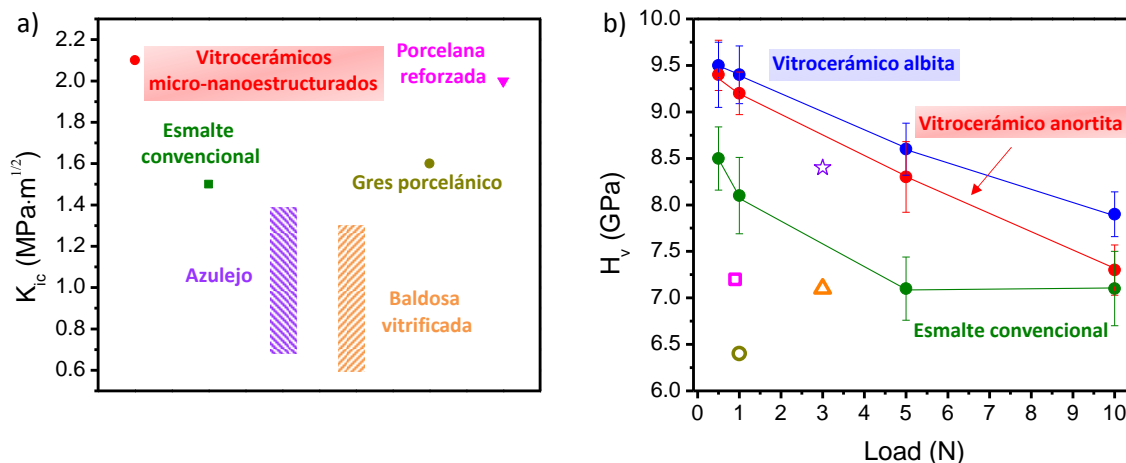 a)
K_ic (MPa·m^1/2)
2.2
2.0
1.8
1.6
1.4
1.2
1.0
0.8
0.6
Vitrocerámicos
micro-nanoestructurados
Porcelana
reforzada
Esmalte
convencional
Gres porcelánico
Azulejo
Baldosa
vitrificada
b)
H_v (GPa)
10.0
9.5
9.0
8.5
8.0
7.5
7.0
6.5
6.0
Vitrocerámico albita
Vitrocerámico anortita
Esmalte convencional
0 1 2 3 4 5 6 7 8 9 10
Load (N)